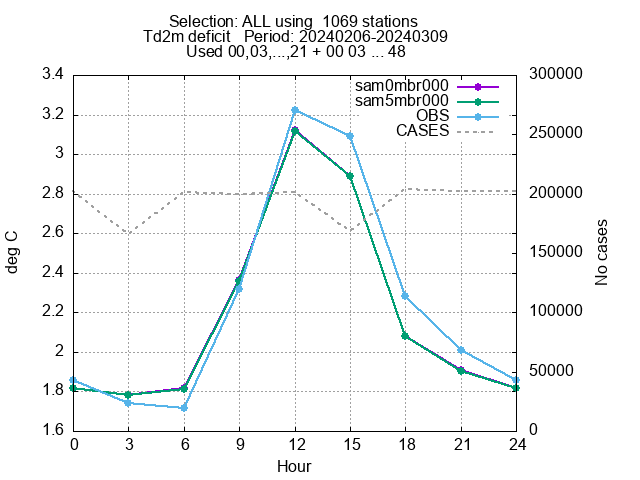 Selection: ALL using  1069 stations
Td2m deficit   Period: 20240206-20240309
Used 00,03,...,21 + 00 03 ... 48
3.4
3.2
3
2.8
2.6
2.4
2.2
2
1.8
1.6
deg C
sam0mbr000
sam5mbr000
OBS
CASES
300000
250000
200000
150000
100000
50000
0
No cases
0 3 6 9 12 15 18 21 24
Hour